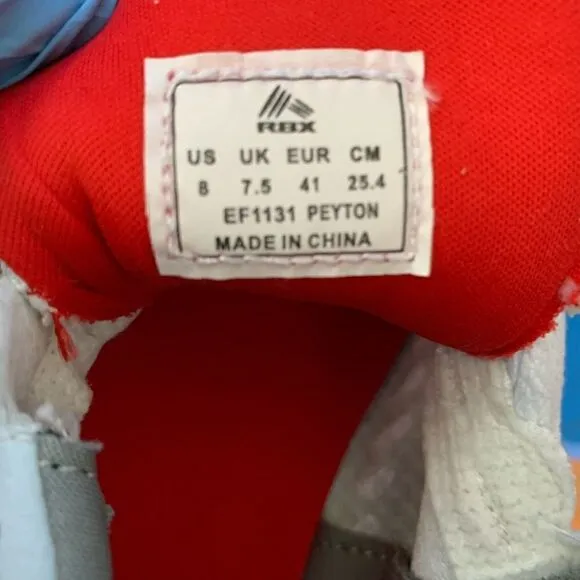 RBX
US UK EUR CM
8 7.5 41 25.4
EF1131 PEYTON
MADE IN CHINA